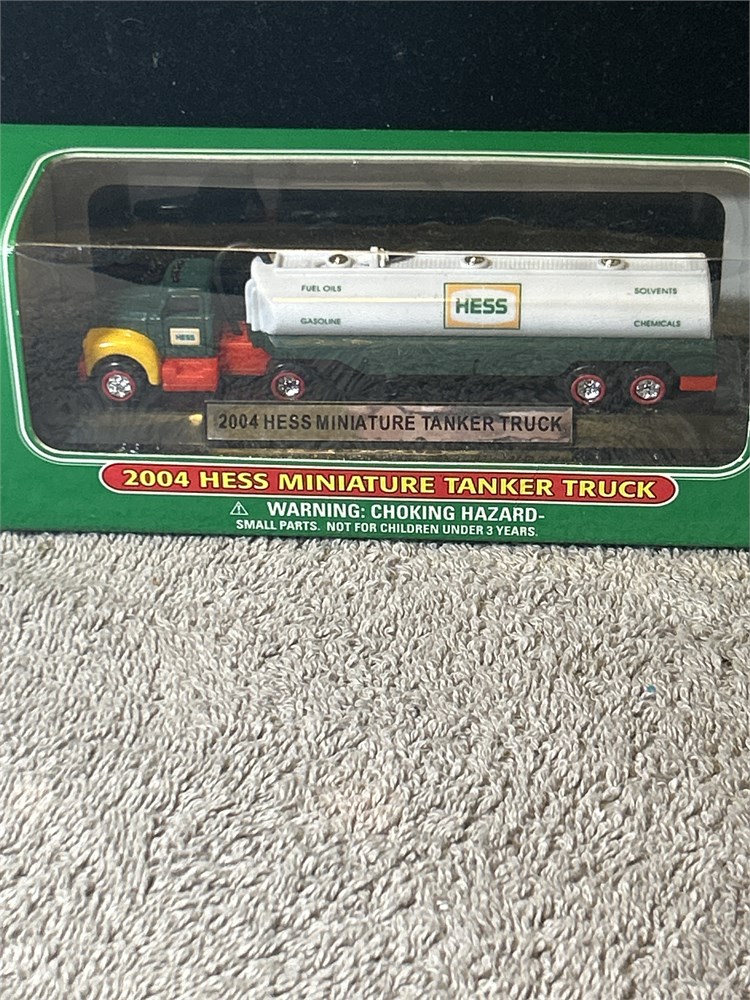 FUEL OILS
SOLVENTS
HESS
GASOLINE
CHEMICALS
HESS
2004 HESS MINIATURE TANKER TRUCK
2004 HESS MINIATURE TANKER TRUCK
⚠ WARNING: CHOKING HAZARD-
SMALL PARTS. NOT FOR CHILDREN UNDER 3 YEARS.